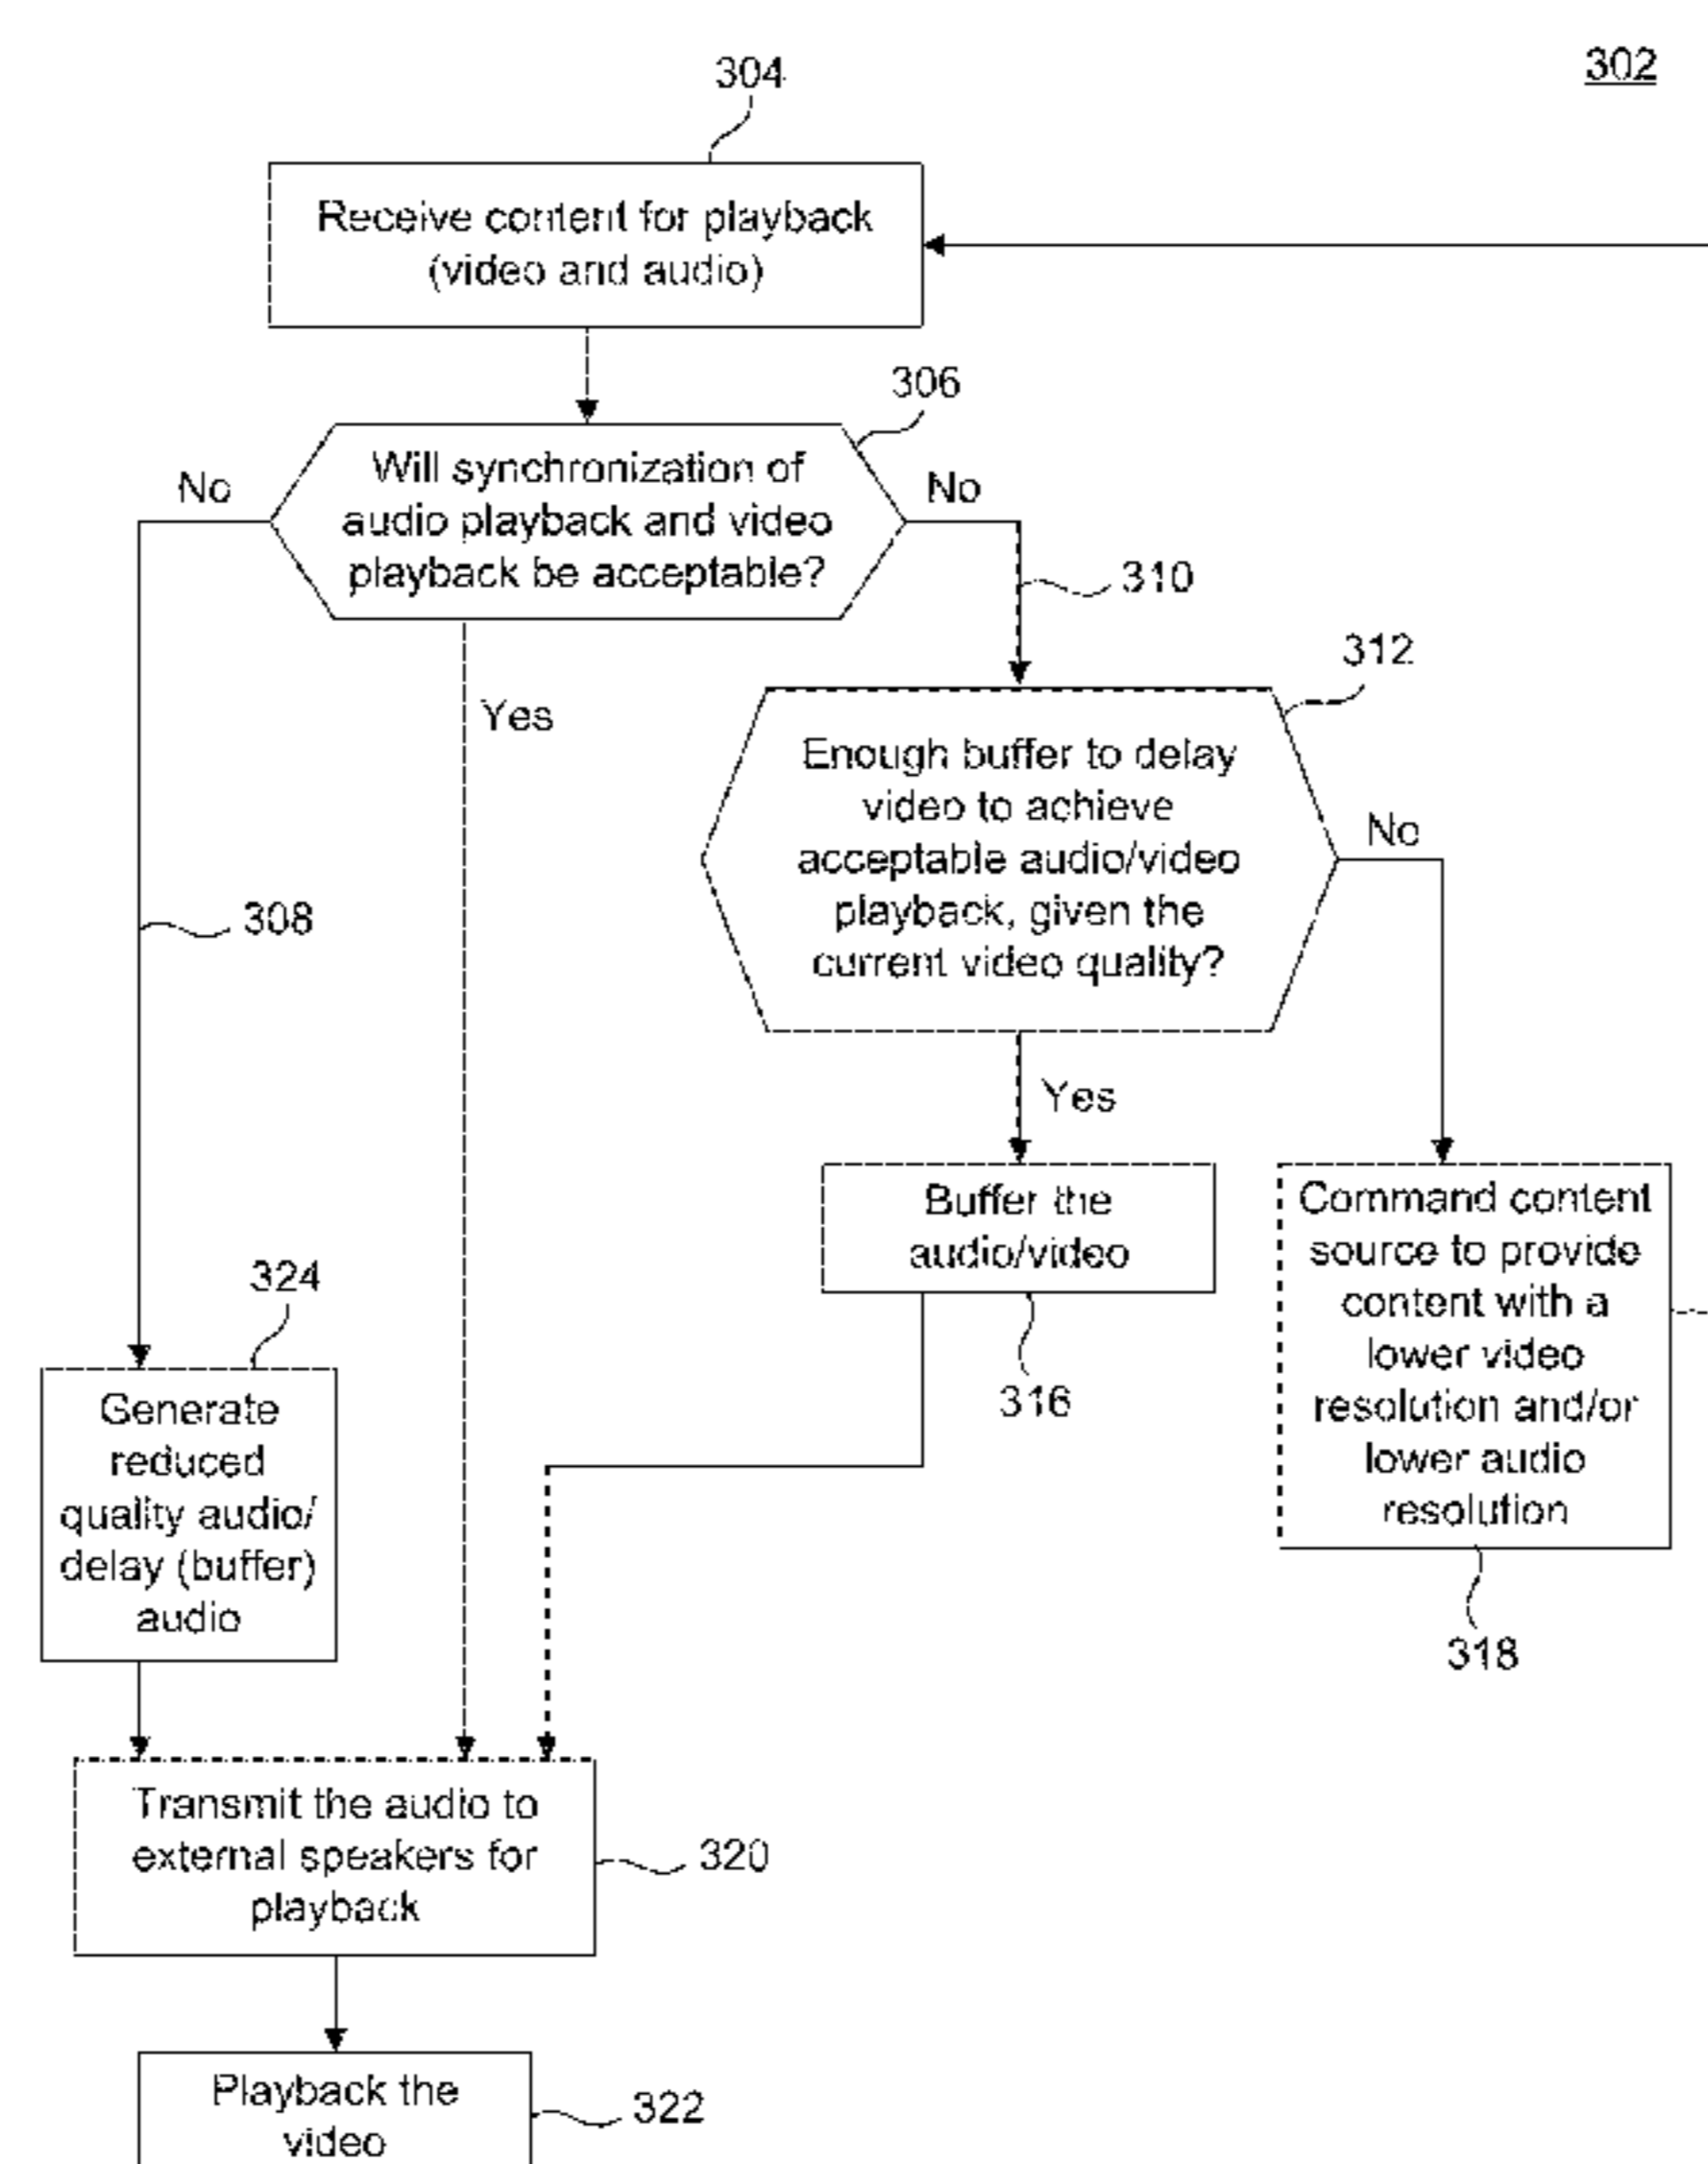 302
304
Receive content for playback
(video and audio)
306
Will synchronization of
audio playback and video
playback be acceptable?
No
No
310
312
Yes
Enough buffer to delay
video to achieve
acceptable audio/video
playback, given the
current video quality?
No
308
Yes
Buffer the
audio/video
316
Command content
source to provide
content with a
lower video
resolution and/or
lower audio
resolution
318
324
Generate
reduced
quality audio/
delay (buffer)
audio
Transmit the audio to
external speakers for
playback
320
Playback the
video
322